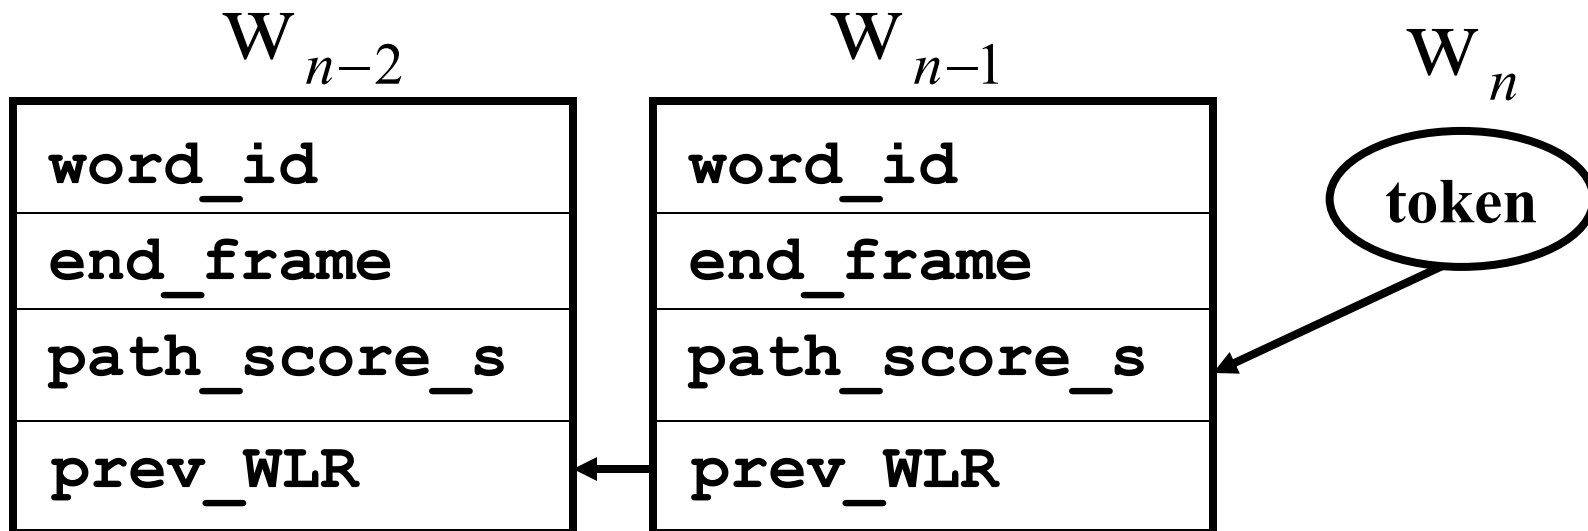 W n−2
W n−1
W n
word_id
end_frame
path_score_s
prev_WLR
word_id
end_frame
path_score_s
prev_WLR
token